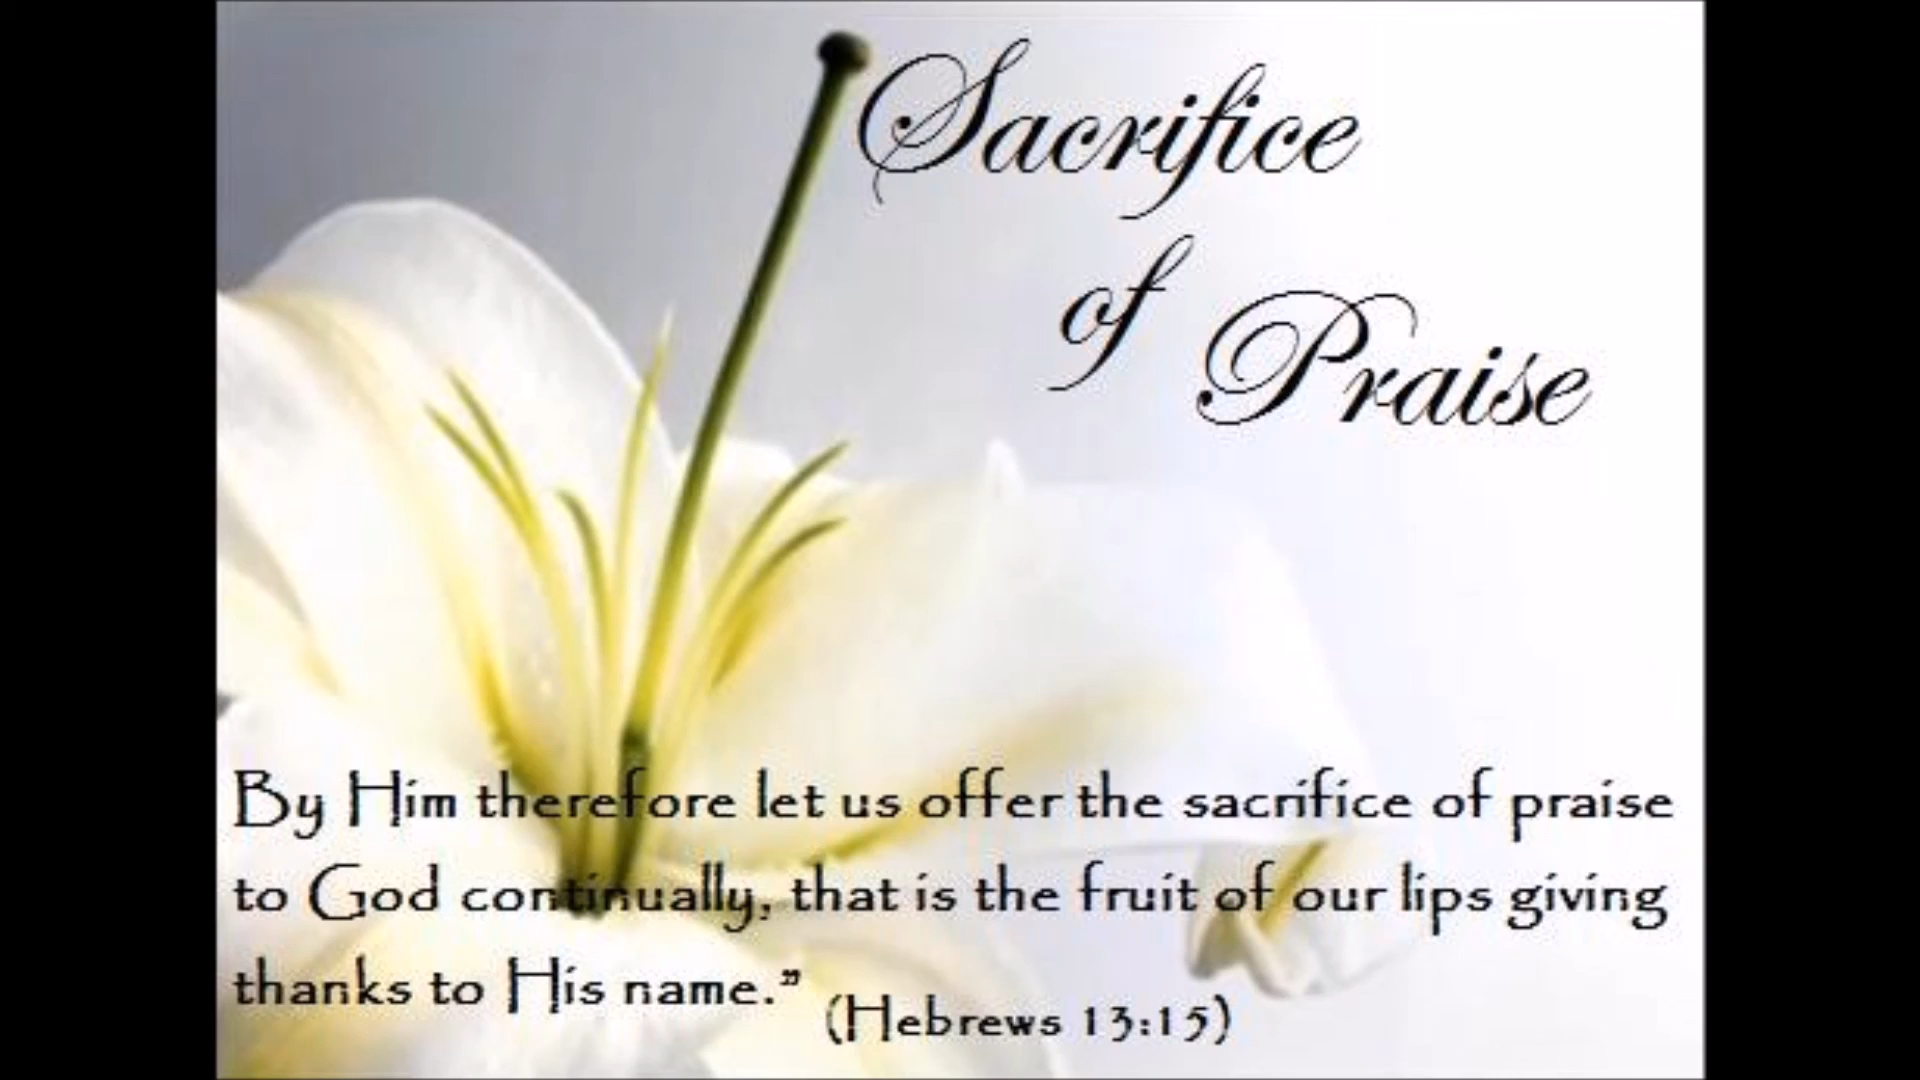 Sacrifice
of Praise
By Him therefore let us offer the sacrifice of praise
to God continually, that is the fruit of our lips giving
thanks to His name.”
(Hebrews 13:15)